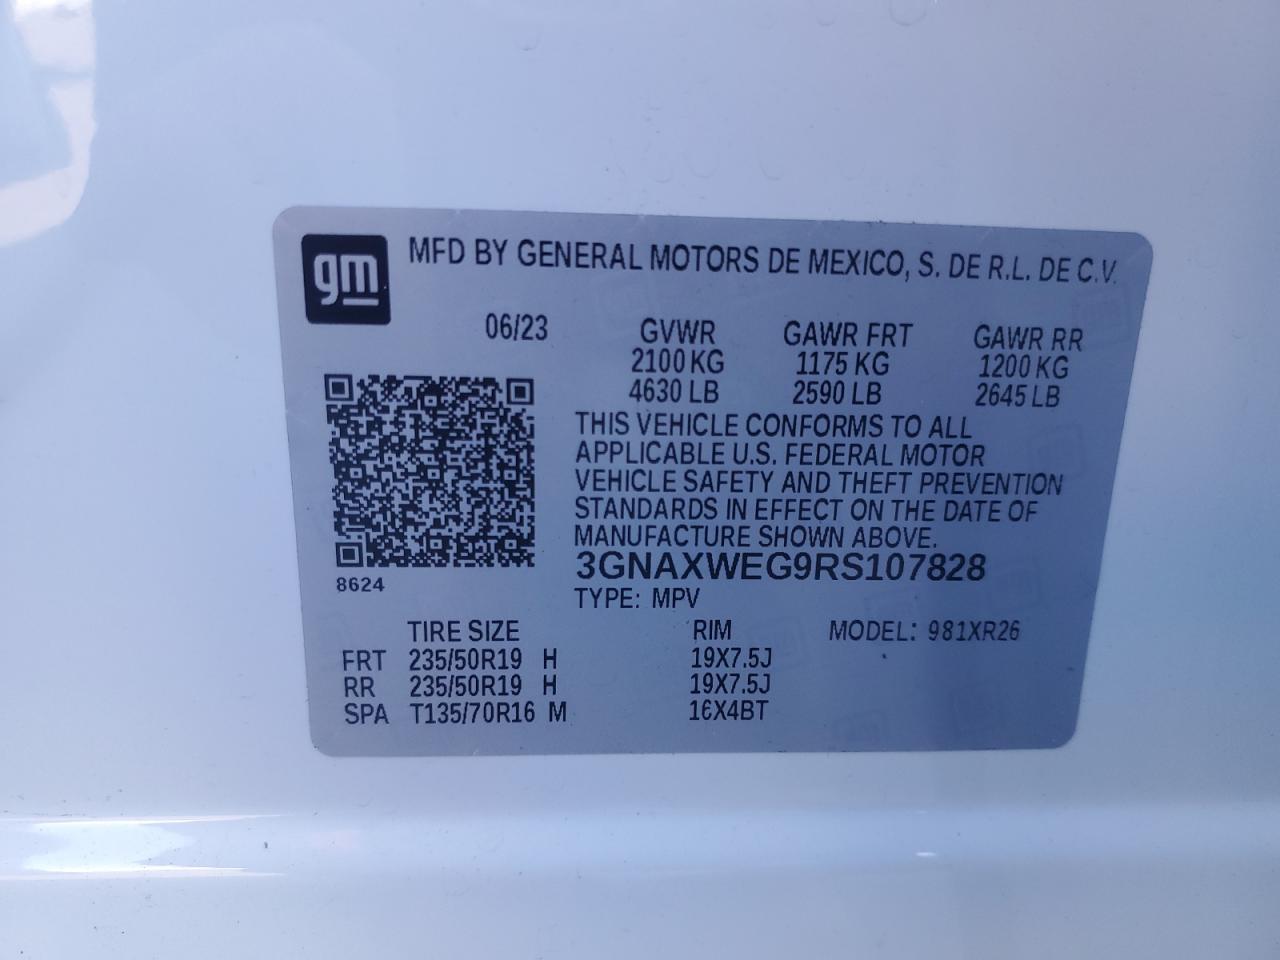 gm
MFD BY GENERAL MOTORS DE MEXICO, S. DE R.L. DE C.V.
06/23 GVWR GAWR FRT GAWR RR
2100 KG 1175 KG 1200 KG
4630 LB 2590 LB 2645 LB
THIS VEHICLE CONFORMS TO ALL
APPLICABLE U.S. FEDERAL MOTOR
VEHICLE SAFETY AND THEFT PREVENTION
STANDARDS IN EFFECT ON THE DATE OF
MANUFACTURE SHOWN ABOVE.
3GNAXWEG9RS107828
8624
TYPE: MPV
TIRE SIZE RIM MODEL: 981XR26
FRT 235/50R19 H 19X7.5J
RR 235/50R19 H 19X7.5J
SPA T135/70R16 M 16X4BT